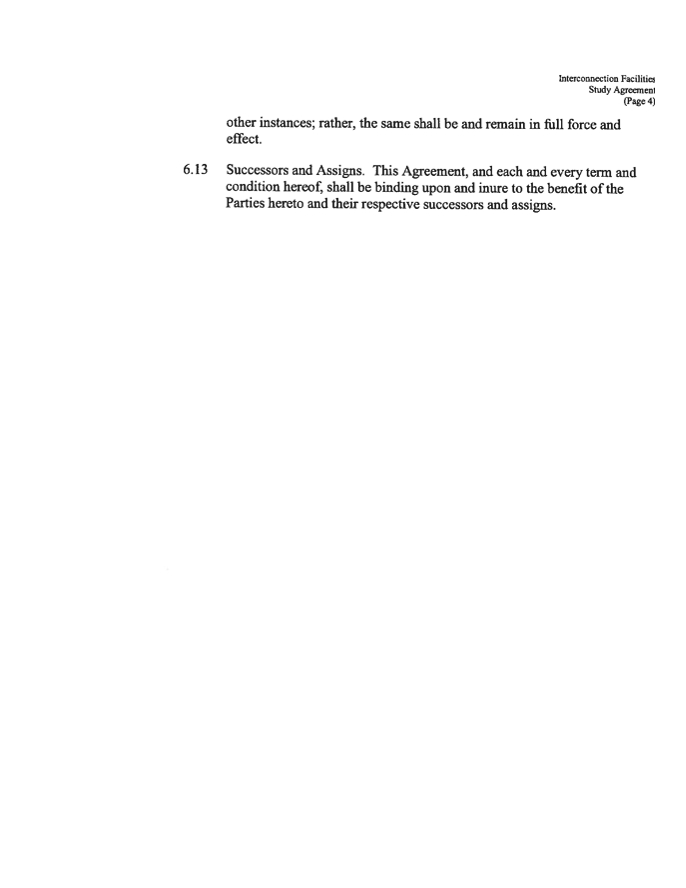 Interconnection Facilities
Study Agreement
(Page 4)
other instances; rather, the same shall be and remain in full force and
effect.
6.13 Successors and Assigns. This Agreement, and each and every term and
condition hereof, shall be binding upon and inure to the benefit of the
Parties hereto and their respective successors and assigns.